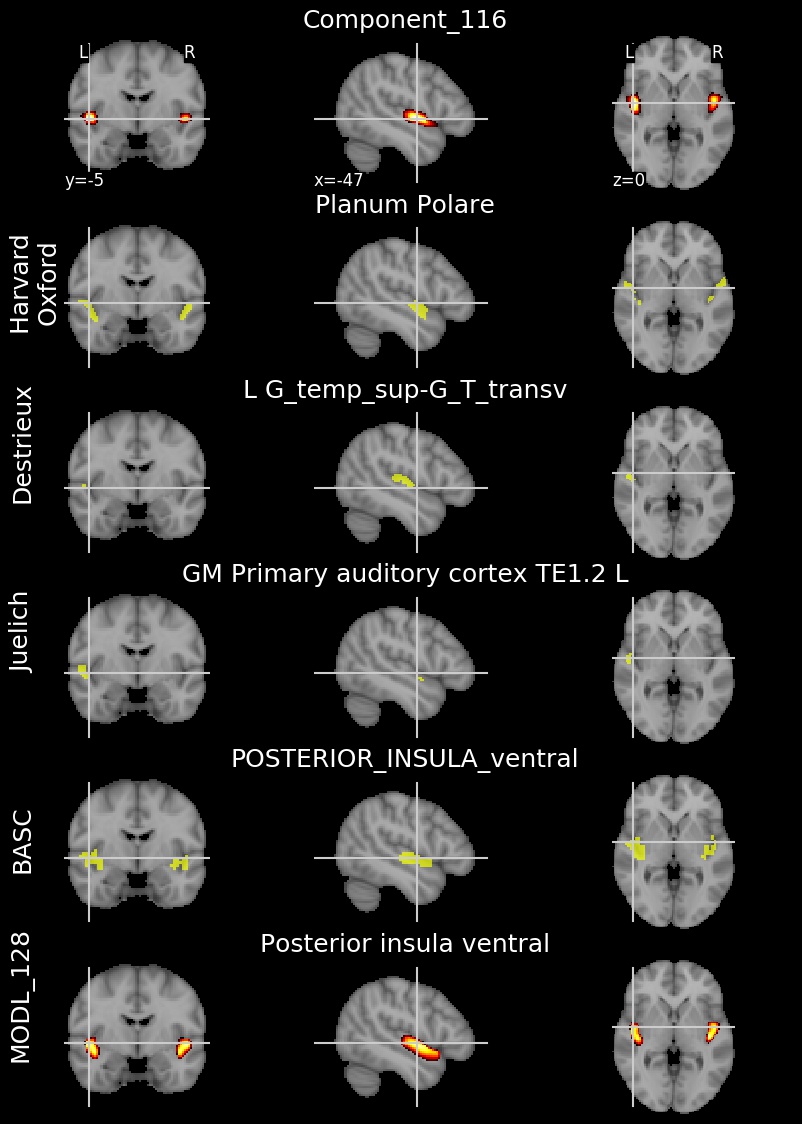 Component_116
L R
L R
y=-5
x=-47
z=0
Planum Polare
Harvard
Oxford
L G_temp_sup-G_T_transv
Destrieux
GM Primary auditory cortex TE1.2 L
Juelich
POSTERIOR_INSULA_ventral
BASC
Posterior insula ventral
MODL_128